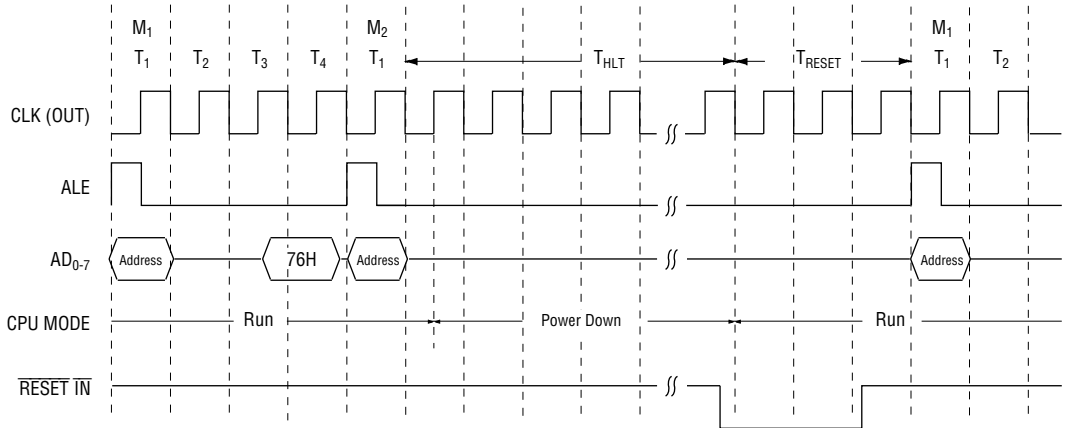 M1 M2 M1
T1 T2 T3 T4 T1 THLT TRESET T1 T2
CLK (OUT)
ALE
AD0-7 Address 76H Address Address
CPU MODE Run Power Down Run
RESET IN